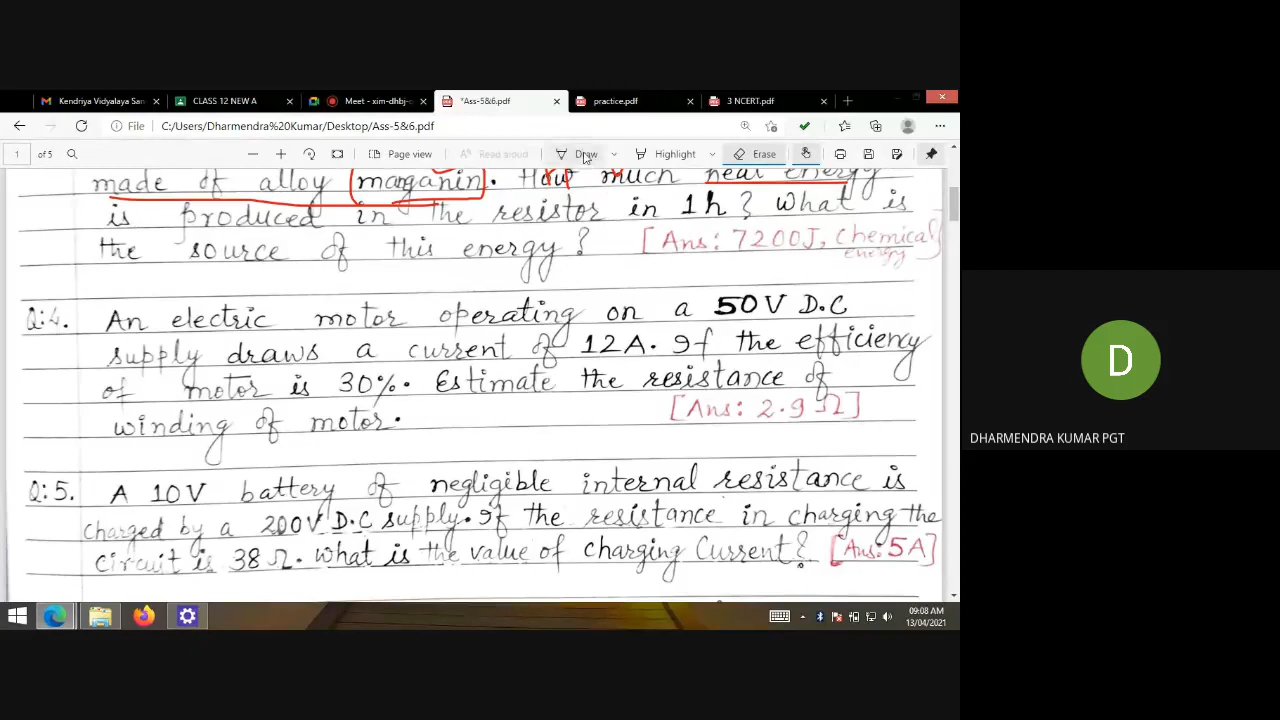 Kendriya Vidyalaya San
CLASS 12 NEW A
Meet - xim-dhbj-
*Ass-5&6.pdf
practice.pdf
3 NCERT.pdf
File C:/Users/Dharmendra%20Kumar/Desktop/Ass-5&6.pdf
1 of 5
Page view
Read aloud
Draw
Highlight
Erase
made of alloy manganin. How much heat energy
is produced in the resistor in 1h? What is
the source of this energy? [Ans: 7200J, Chemical
energy
Q:4. An electric motor operating on a 50V D.C
supply draws a current of 12A. If the efficiency
of motor is 30%. Estimate the resistance of
winding of motor. [Ans: 2.9 Ω]
Q:5. A 10V battery of negligible internal resistance is
charged by a 200V D.C supply. If the resistance in charging the
circuit is 38 Ω. What is the value of charging Current? [Ans: 5A]
09:08 AM
13/04/2021
D
DHARMENDRA KUMAR PGT